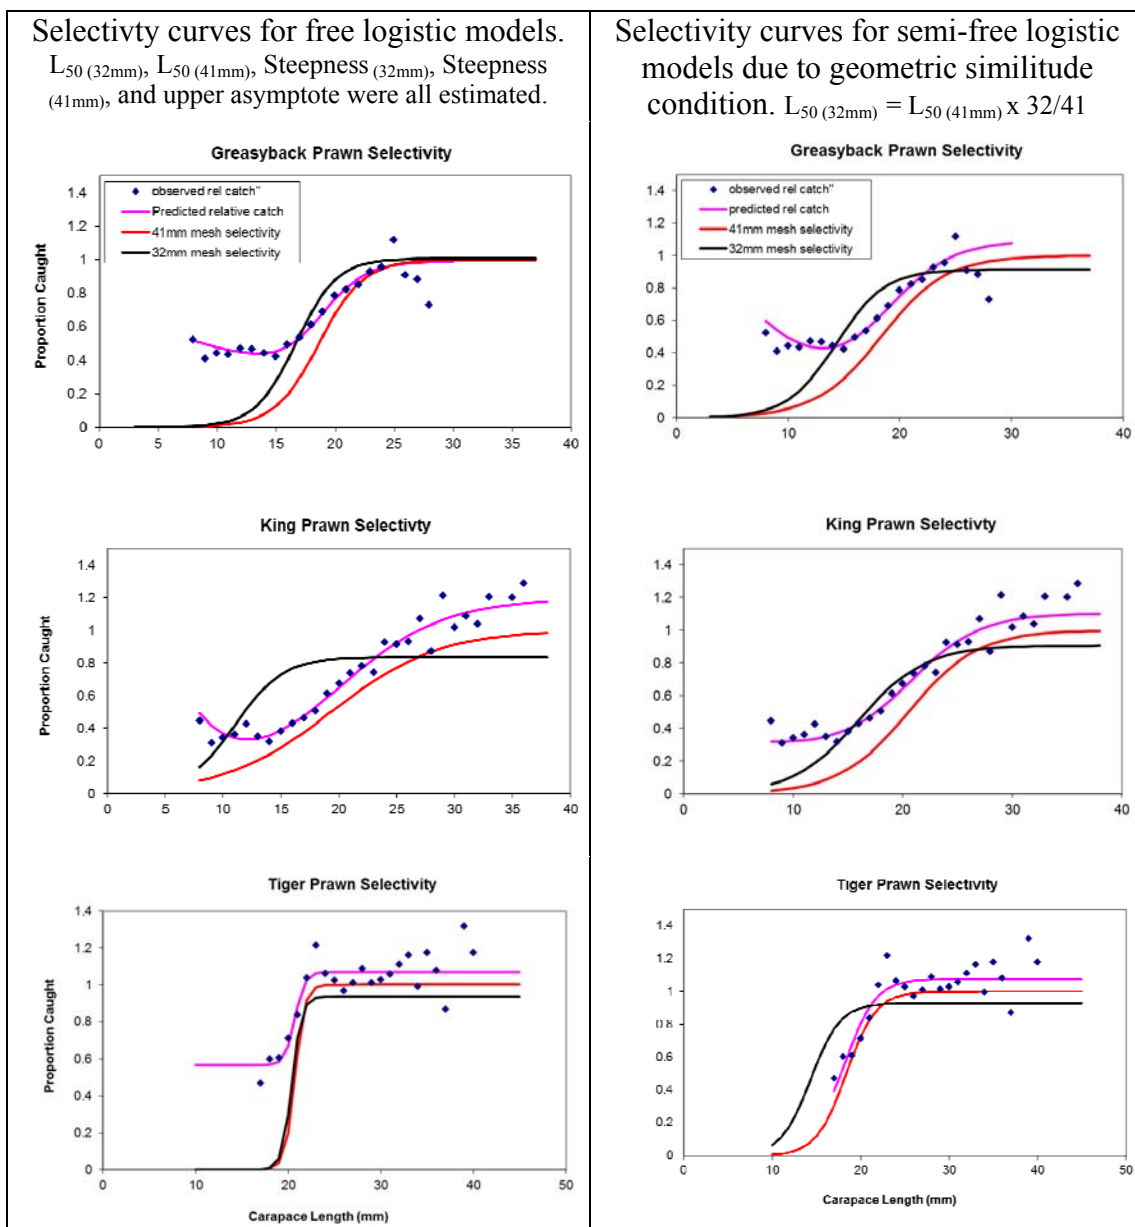 Selectivty curves for free logistic models.
L50 (32mm), L50 (41mm), Steepness (32mm), Steepness
(41mm), and upper asymptote were all estimated.
Greasyback Prawn Selectivity
1.4
1.2
1
0.8
0.6
0.4
0.2
0
observed rel catch"
Predicted relative catch
41mm mesh selectivity
32mm mesh selectivity
Proportion Caught
0 5 10 15 20 25 30 35 40
King Prawn Selectivty
1.4
1.2
1
0.8
0.6
0.4
0.2
0
Proportion Caught
0 5 10 15 20 25 30 35 40
Tiger Prawn Selectivity
1.4
1.2
1
0.8
0.6
0.4
0.2
0
Proportion Caught
0 10 20 30 40 50
Carapace Length (mm)
Selectivity curves for semi-free logistic
models due to geometric similitude
condition. L50 (32mm) = L50 (41mm) x 32/41
Greasyback Prawn Selectivity
1.4
1.2
1
0.8
0.6
0.4
0.2
0
observed rel catch"
predicted rel catch
41mm mesh selectivity
32mm mesh selectivity
0 10 20 30 40
King Prawn Selectivty
1.4
1.2
1
0.8
0.6
0.4
0.2
0
0 10 20 30 40
Tiger Prawn Selectivity
1.4
1.2
1
0.8
0.6
0.4
0.2
0
0 10 20 30 40 50
Carapace Length (mm)